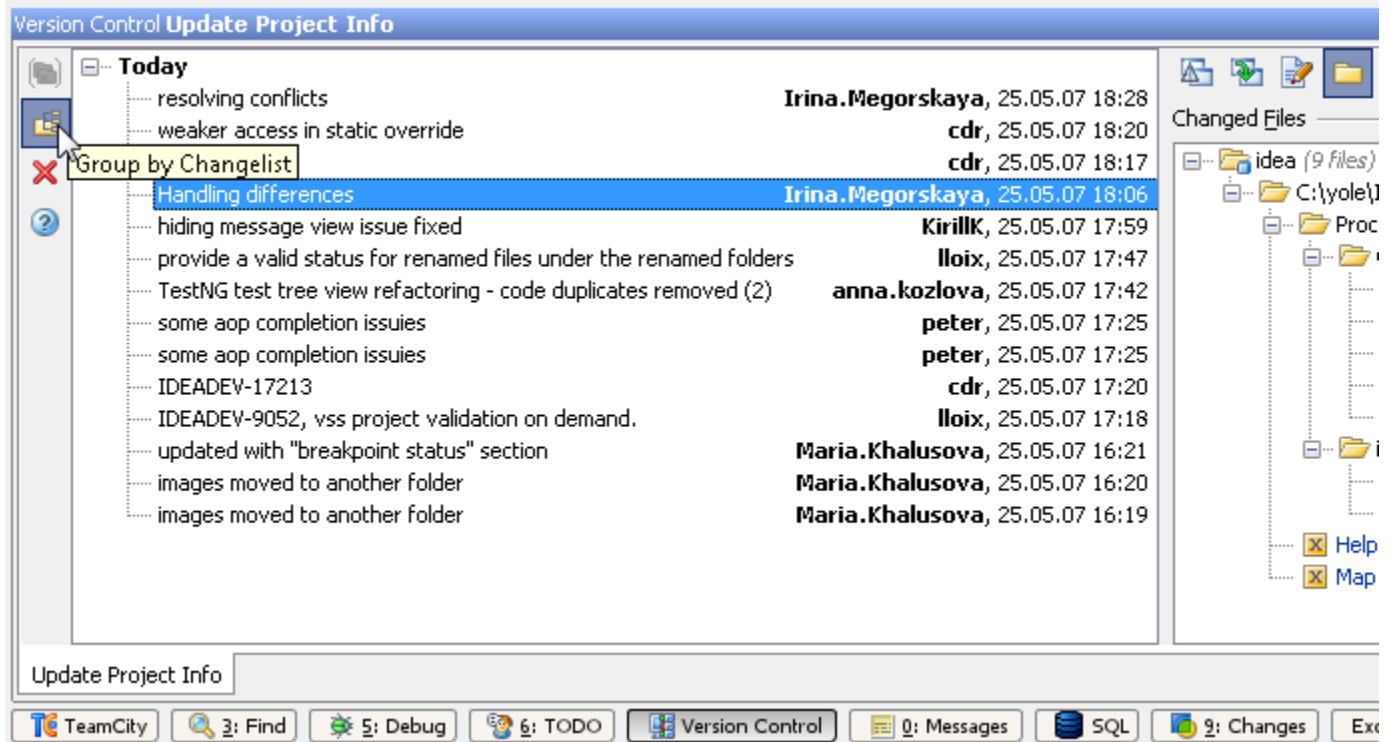 Version Control Update Project Info
Today
resolving conflicts Irina.Megorskaya, 25.05.07 18:28
weaker access in static override cdr, 25.05.07 18:20
Group by Changelist cdr, 25.05.07 18:17
Handling differences Irina.Megorskaya, 25.05.07 18:06
hiding message view issue fixed KirillK, 25.05.07 17:59
provide a valid status for renamed files under the renamed folders lloix, 25.05.07 17:47
TestNG test tree view refactoring - code duplicates removed (2) anna.kozlova, 25.05.07 17:42
some aop completion issuies peter, 25.05.07 17:25
some aop completion issuies peter, 25.05.07 17:25
IDEADEV-17213 cdr, 25.05.07 17:20
IDEADEV-9052, vss project validation on demand. lloix, 25.05.07 17:18
updated with "breakpoint status" section Maria.Khalusova, 25.05.07 16:21
images moved to another folder Maria.Khalusova, 25.05.07 16:20
images moved to another folder Maria.Khalusova, 25.05.07 16:19
Changed Files
idea (9 files)
C:\yole\
Proc
Help
Map
Update Project Info
TeamCity 3: Find 5: Debug 6: TODO Version Control 0: Messages SQL 9: Changes Exc